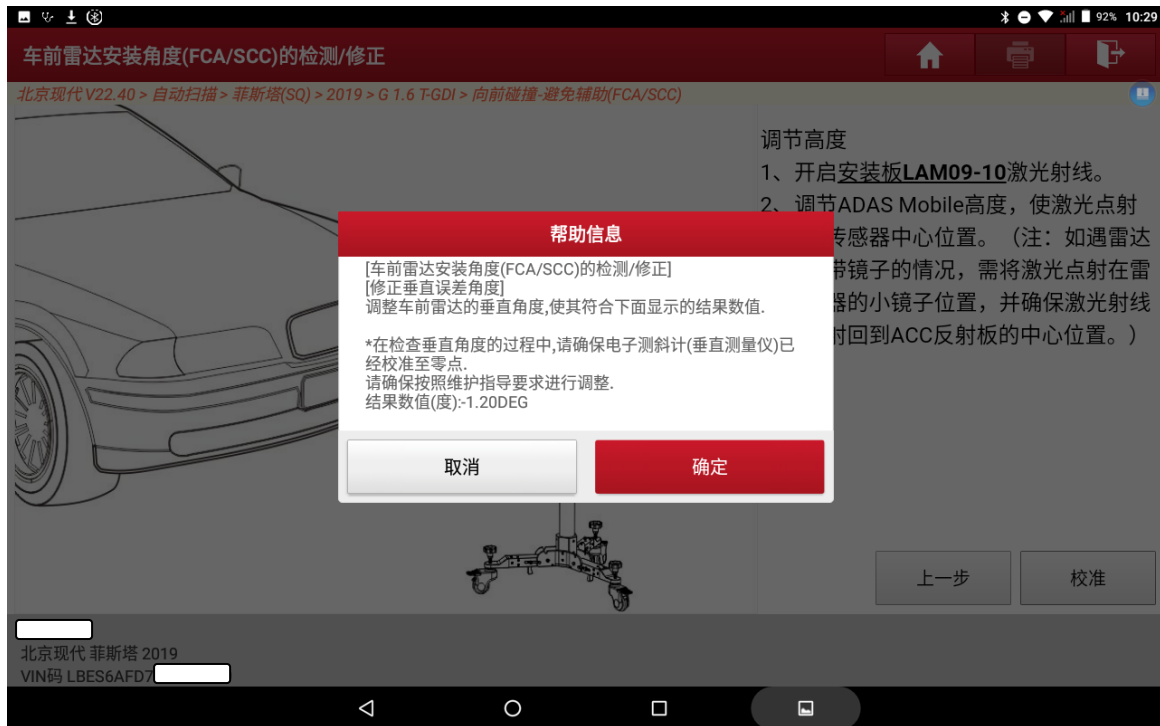 92% 10:29
车前雷达安装角度(FCA/SCC)的检测/修正
北京现代 V22.40 > 自动扫描 > 菲斯塔(SQ) > 2019 > G 1.6 T-GDI > 向前碰撞-避免辅助(FCA/SCC)
调节高度
1、开启安装板LAM09-10激光射线。
2、调节ADAS Mobile高度，使激光点射
传感器中心位置。（注：如遇雷达
带镜子的情况，需将激光点射在雷
器的小镜子位置，并确保激光射线
射回到ACC反射板的中心位置。）
帮助信息
[车前雷达安装角度(FCA/SCC)的检测/修正]
[修正垂直误差角度]
调整车前雷达的垂直角度,使其符合下面显示的结果数值.
*在检查垂直角度的过程中,请确保电子测斜计(垂直测量仪)已
经校准至零点.
请确保按照维护指导要求进行调整.
结果数值(度):-1.20DEG
取消
确定
上一步
校准
北京现代 菲斯塔 2019
VIN码 LBES6AFD7